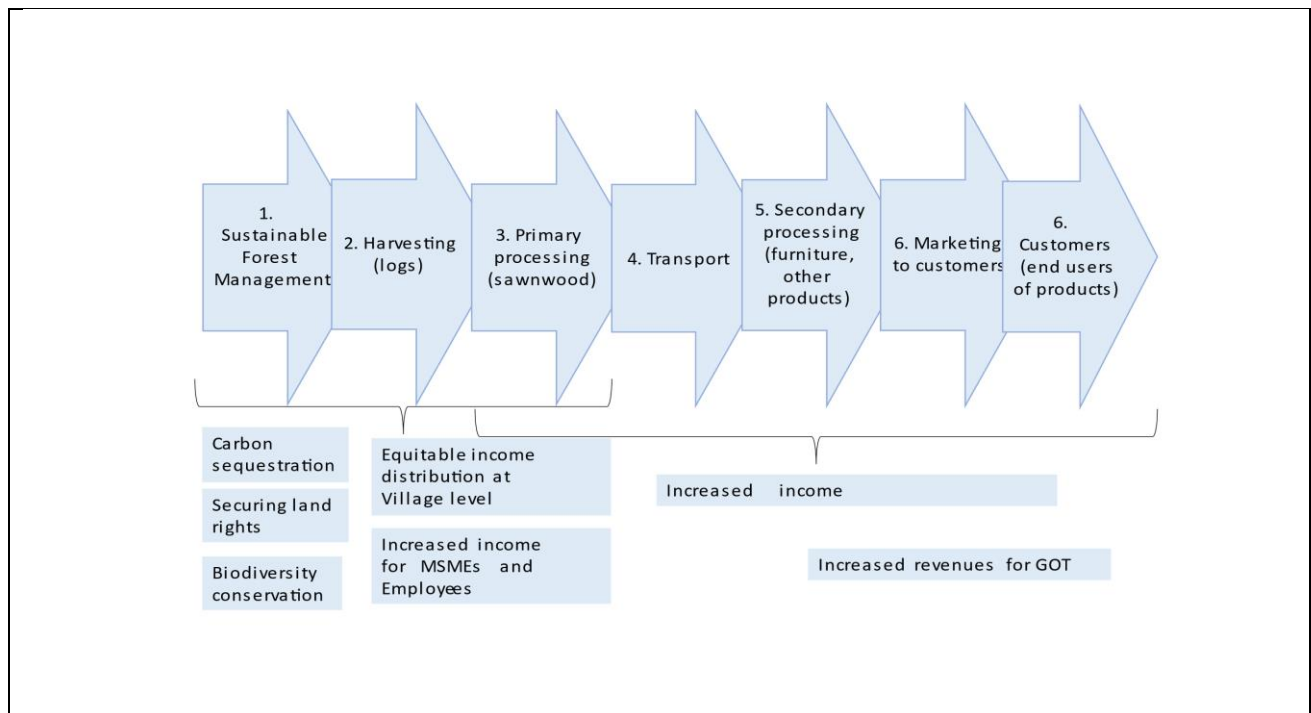 1.
Sustainable
Forest
Management
2. Harvesting
(logs)
3. Primary
processing
(sawnwood)
4. Transport
5. Secondary
processing
(furniture,
other
products)
6. Marketing
to customers
6.
Customers
(end users
of products)
Carbon
sequestration
Securing land
rights
Biodiversity
conservation
Equitable income
distribution at
Village level
Increased income
for MSMEs and
Employees
Increased income
Increased revenues for GOT